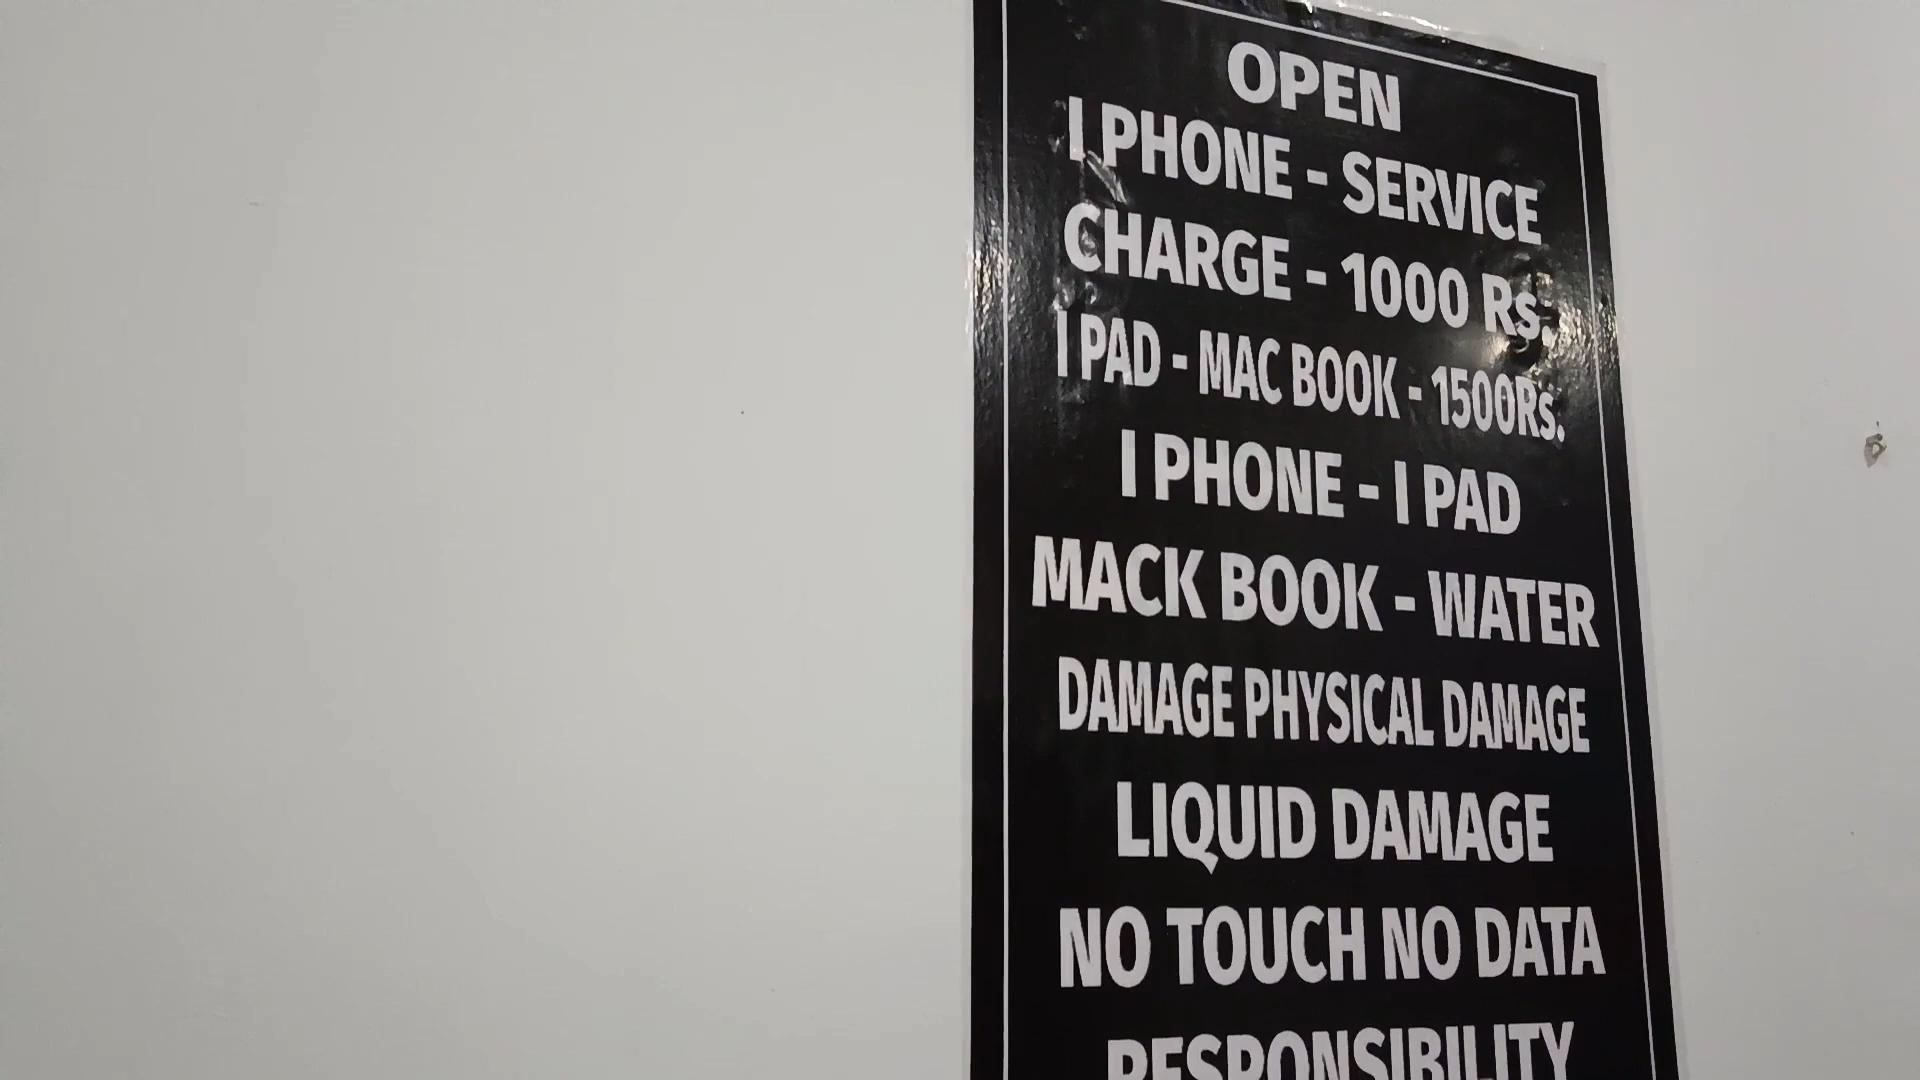 OPEN
I PHONE - SERVICE
CHARGE - 1000 Rs.
I PAD - MAC BOOK - 1500Rs.
I PHONE - I PAD
MACK BOOK - WATER
DAMAGE PHYSICAL DAMAGE
LIQUID DAMAGE
NO TOUCH NO DATA
RESPONSIBILITY